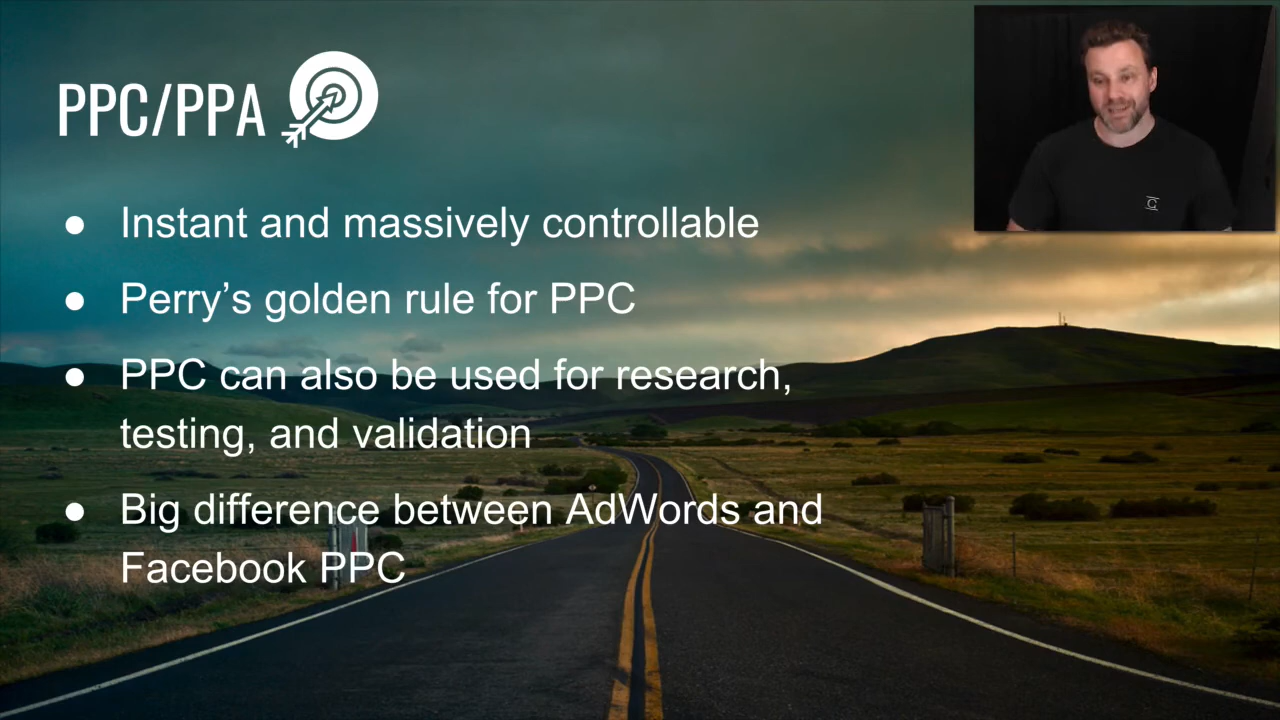 PPC/PPA
● Instant and massively controllable
● Perry’s golden rule for PPC
● PPC can also be used for research,
testing, and validation
● Big difference between AdWords and
Facebook PPC